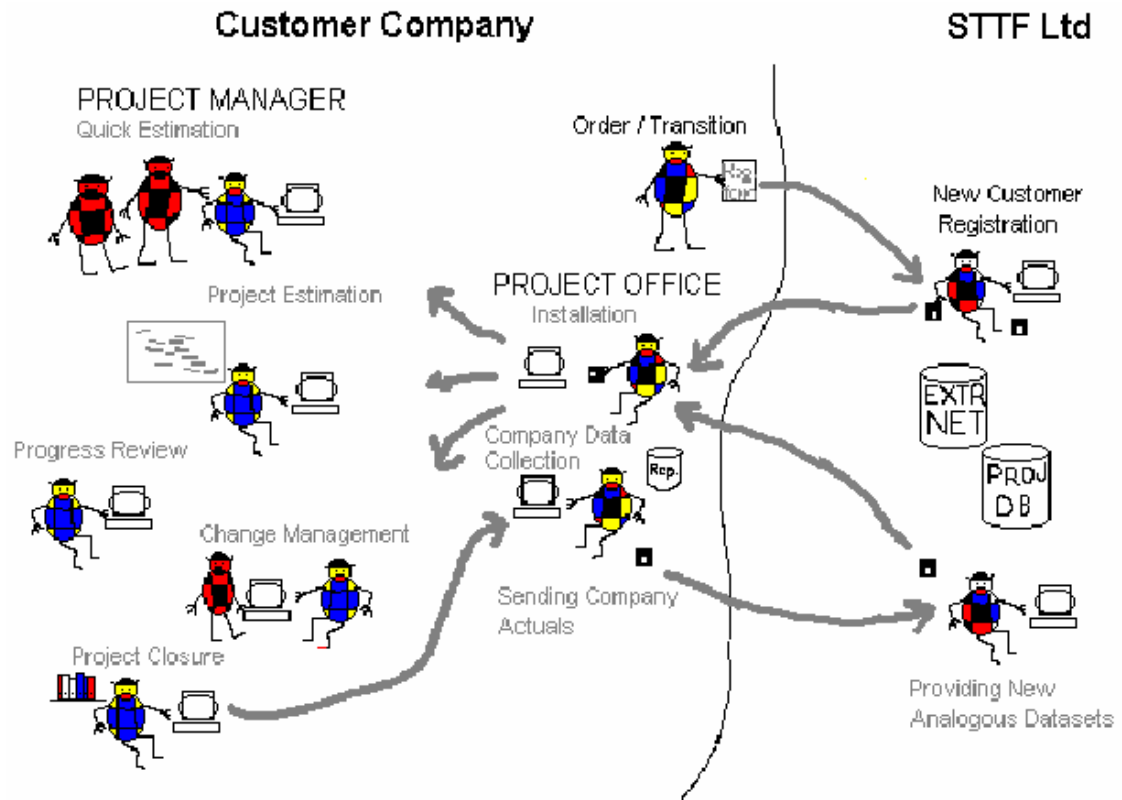 Customer Company
STTF Ltd
PROJECT MANAGER
Quick Estimation
Order / Transition
New Customer
Registration
Project Estimation
PROJECT OFFICE
Installation
EXTR
NET
Progress Review
Company Data
Collection
Rep.
PROJ
DB
Change Management
Sending Company
Actuals
Project Closure
Providing New
Analogous Datasets